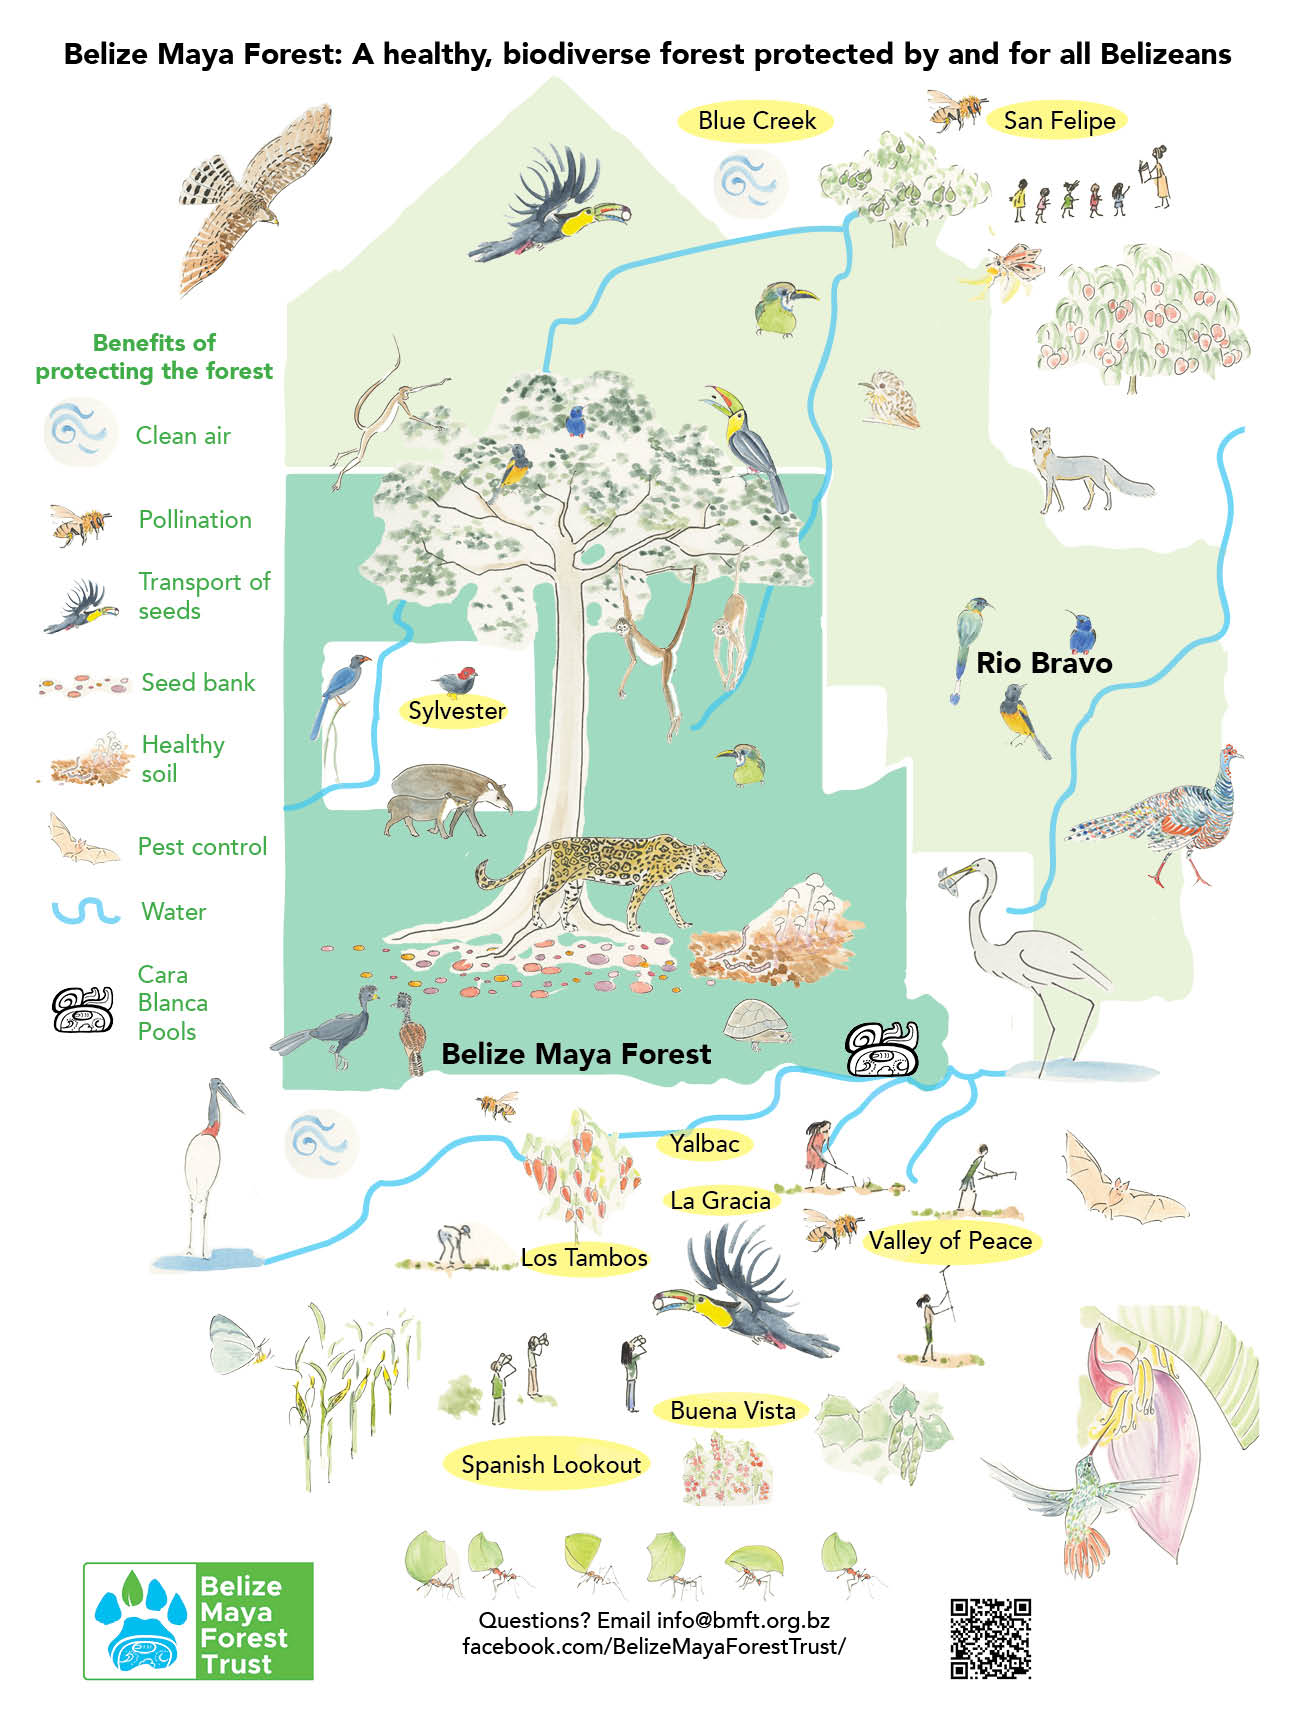 Belize Maya Forest: A healthy, biodiverse forest protected by and for all Belizeans
Blue Creek
San Felipe
Benefits of
protecting the forest
Clean air
Pollination
Transport of
seeds
Seed bank
Healthy
soil
Pest control
Water
Cara
Blanca
Pools
Rio Bravo
Sylvester
Belize Maya Forest
Yalbac
La Gracia
Valley of Peace
Los Tambos
Buena Vista
Spanish Lookout
Belize
Maya
Forest
Trust
Questions? Email info@bmft.org.bz
facebook.com/BelizeMayaForestTrust/